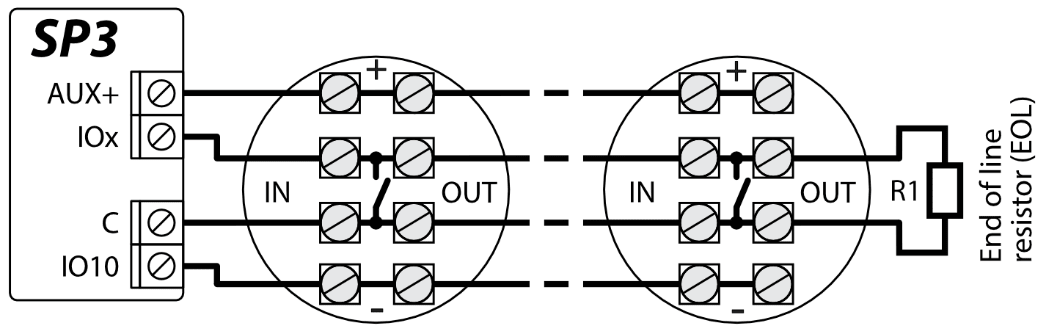 SP3
AUX+
IOx
C
IO10
+
IN
OUT
-
+
IN
OUT
-
R1
End of line
resistor (EOL)